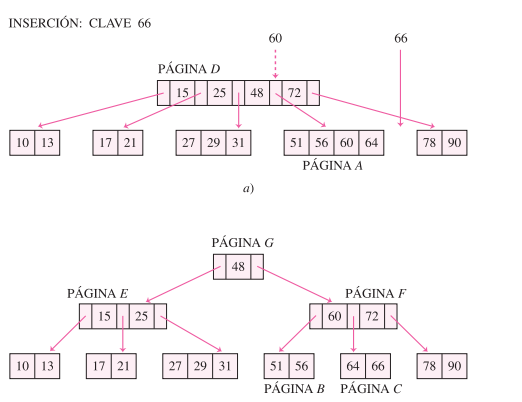 INSERCIÓN: CLAVE 66
60
66
PÁGINA D
15 25 48 72
10 13 17 21 27 29 31 51 56 60 64 78 90
PÁGINA A
a)
PÁGINA G
48
PÁGINA E PÁGINA F
15 25 60 72
10 13 17 21 27 29 31 51 56 64 66 78 90
PÁGINA B PÁGINA C